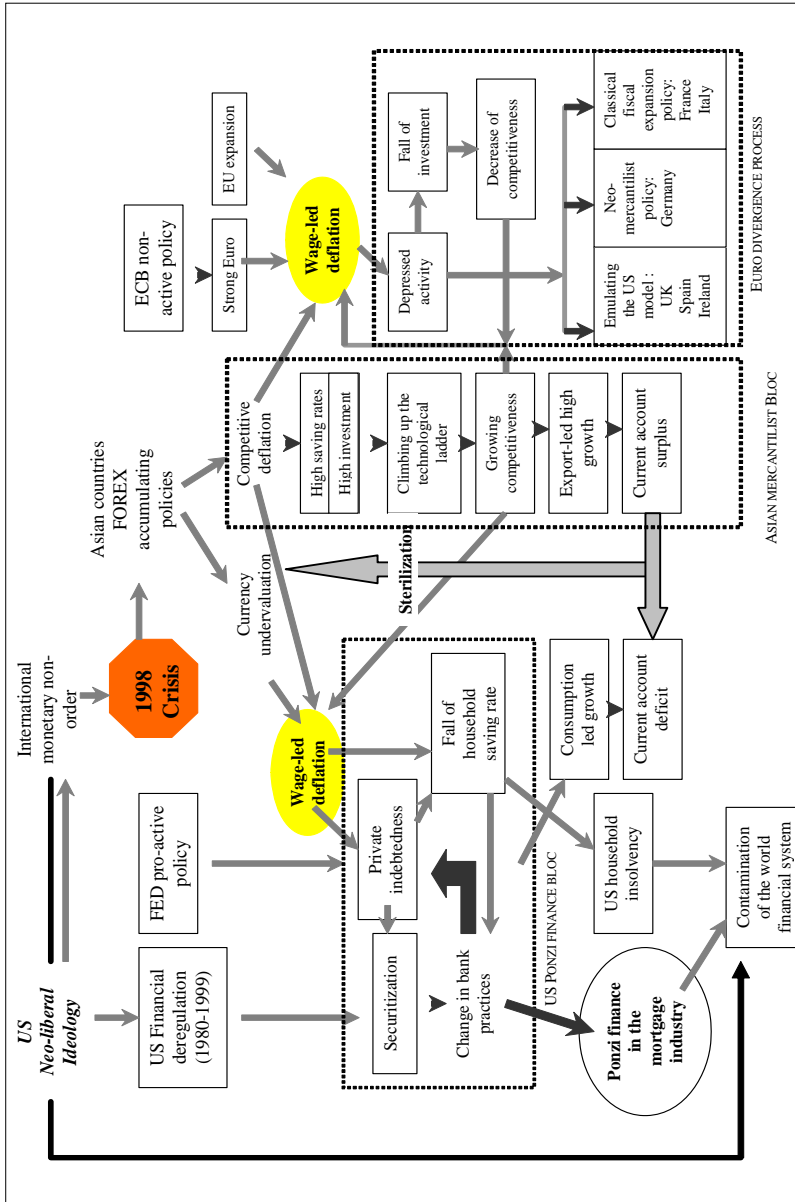 US
Neo-liberal
Ideology
International
monetary non-
order
US Financial
deregulation
(1980-1999)
FED pro-active
policy
1998
Crisis
Asian countries
FOREX
accumulating
policies
ECB non-
active policy
Strong Euro
EU expansion
Currency
undervaluation
Competitive
deflation
Wage-led
deflation
Wage-led
deflation
Securitization
Private
indebtedness
Change in bank
practices
Fall of
household
saving rate
US PONZI FINANCE BLOC
Sterilization
High saving rates
High investment
Climbing up the
technological
ladder
Growing
competitiveness
Export-led high
growth
Current account
surplus
ASIAN MERCANTILIST BLOC
Depressed
activity
Fall of
investment
Decrease of
competitiveness
Emulating
the US
model :
UK
Spain
Ireland
Neo-
mercantilist
policy:
Germany
Classical
fiscal
expansion
policy:
France
Italy
EURO DIVERGENCE PROCESS
Ponzi finance
in the
mortgage
industry
US household
insolvency
Consumption
led growth
Current account
deficit
Contamination
of the world
financial system